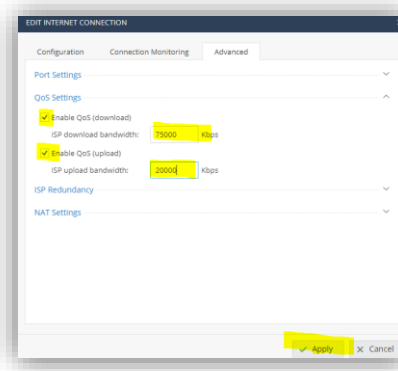 EDIT INTERNET CONNECTION
Configuration Connection Monitoring Advanced
Port Settings
QoS Settings
Enable QoS (download)
ISP download bandwidth: 75000 Kbps
Enable QoS (upload)
ISP upload bandwidth: 20000 Kbps
ISP Redundancy
NAT Settings
Apply Cancel